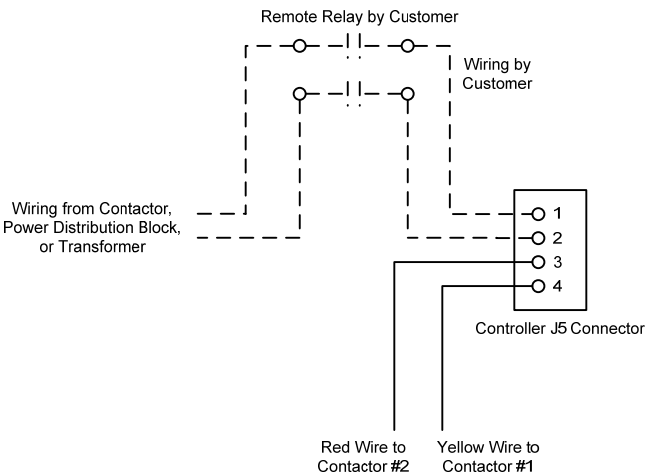 Remote Relay by Customer
Wiring by
Customer
Wiring from Contactor,
Power Distribution Block,
or Transformer
1
2
3
4
Controller J5 Connector
Red Wire to
Contactor #2
Yellow Wire to
Contactor #1